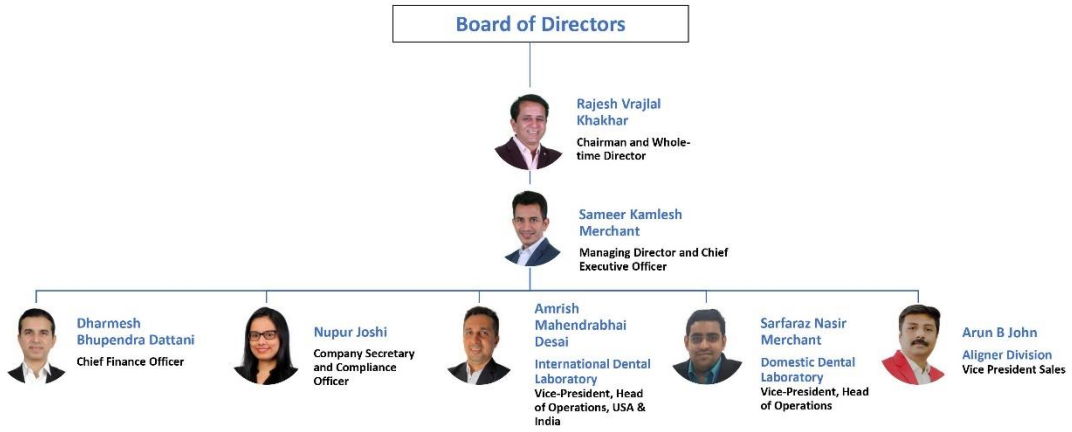 Board of Directors
Rajesh Vrajlal
Khakhar
Chairman and Whole-
time Director
Sameer Kamlesh
Merchant
Managing Director and Chief
Executive Officer
Dharmesh
Bhupendra Dattani
Chief Finance Officer
Nupur Joshi
Company Secretary
and Compliance
Officer
Amrish
Mahendrabhai
Desai
International Dental
Laboratory
Vice-President, Head
of Operations, USA &
India
Sarfaraz Nasir
Merchant
Domestic Dental
Laboratory
Vice-President, Head
of Operations
Arun B John
Aligner Division
Vice President Sales